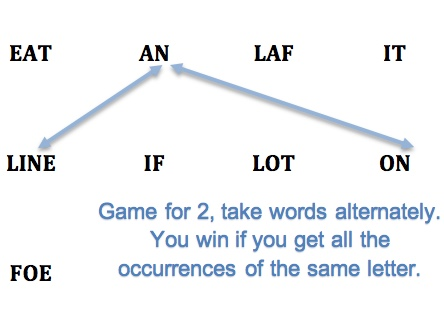 EAT AN LAF IT
LINE IF LOT ON
Game for 2, take words alternately.
You win if you get all the
occurrences of the same letter.
FOE